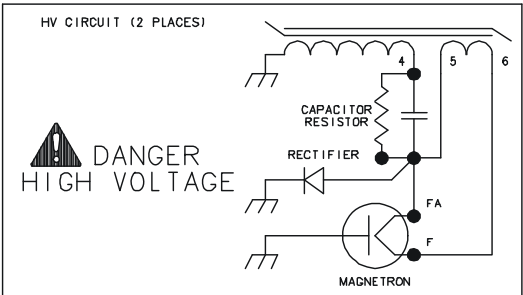 HV CIRCUIT (2 PLACES)
4 5 6
CAPACITOR
RESISTOR
RECTIFIER
DANGER
HIGH VOLTAGE
FA
F
MAGNETRON